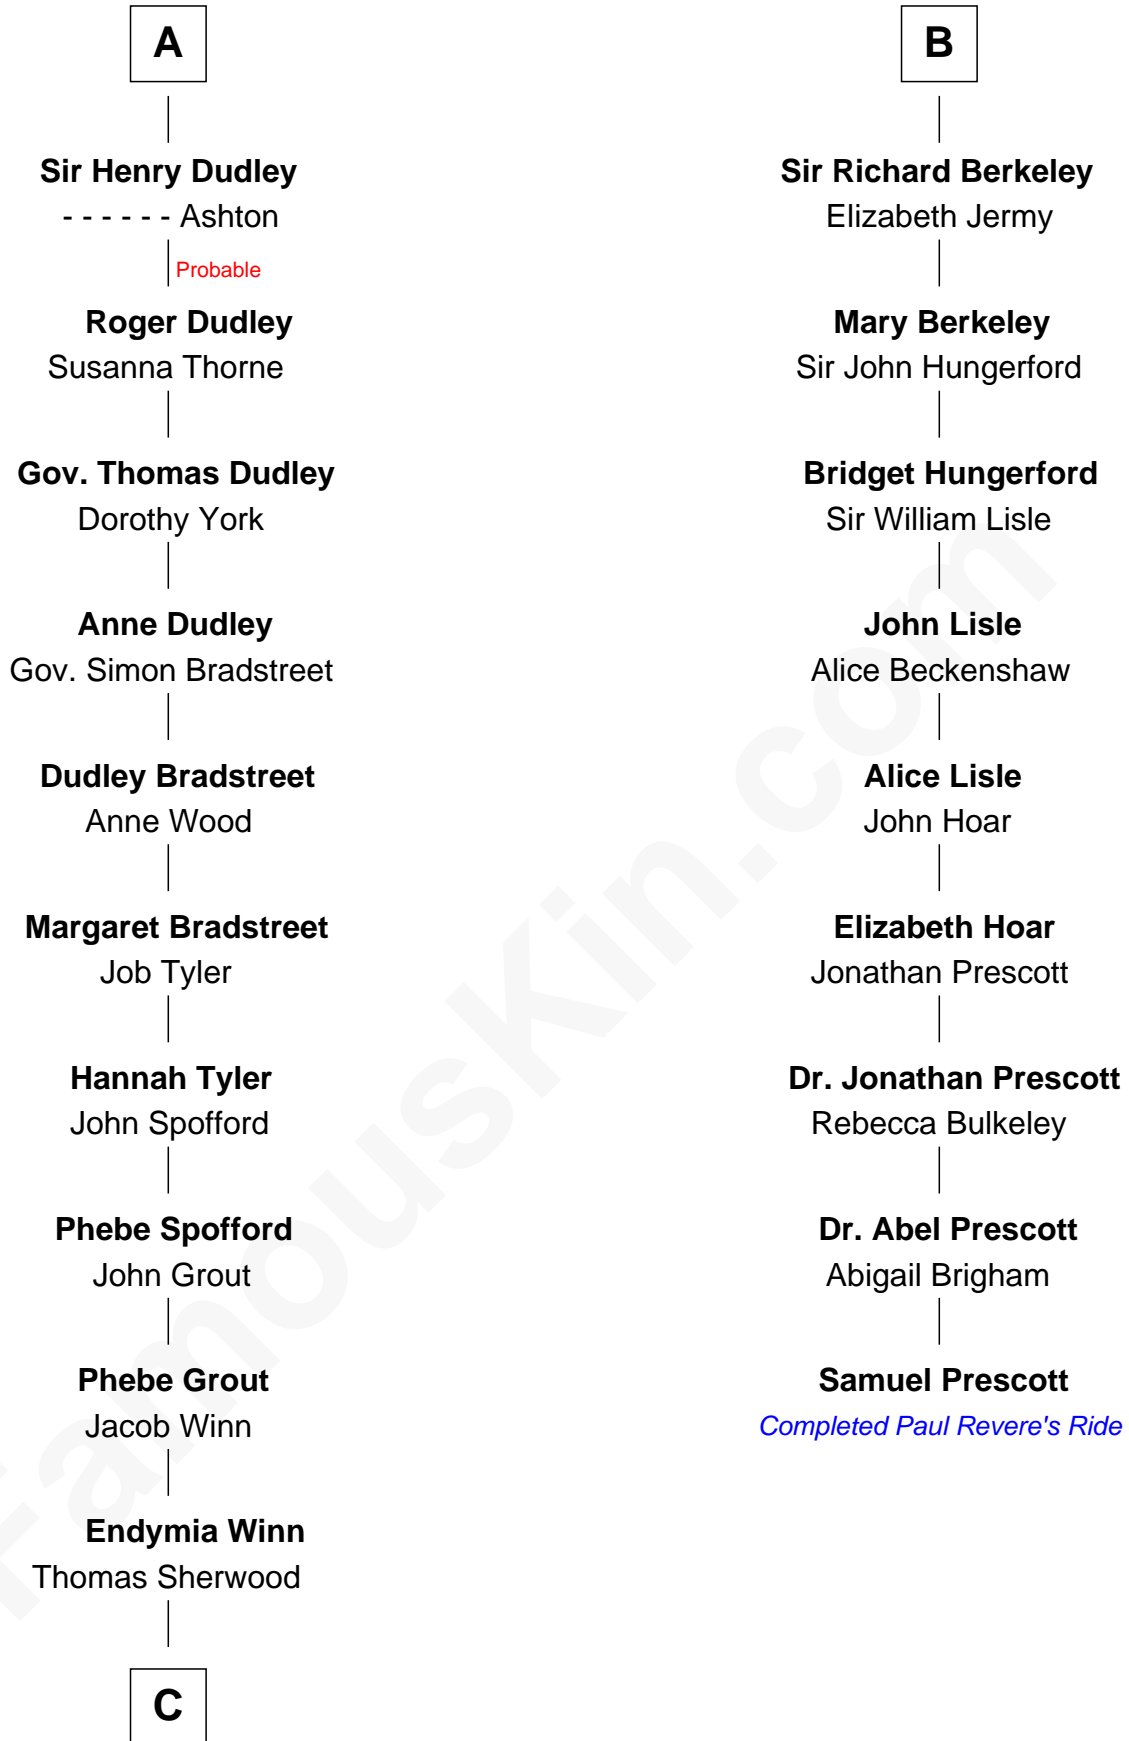 A
Sir Henry Dudley
- - - - - - Ashton
Probable
Roger Dudley
Susanna Thorne
Gov. Thomas Dudley
Dorothy York
Anne Dudley
Gov. Simon Bradstreet
Dudley Bradstreet
Anne Wood
Margaret Bradstreet
Job Tyler
Hannah Tyler
John Spofford
Phebe Spofford
John Grout
Phebe Grout
Jacob Winn
Endymia Winn
Thomas Sherwood
C
B
Sir Richard Berkeley
Elizabeth Jermy
Mary Berkeley
Sir John Hungerford
Bridget Hungerford
Sir William Lisle
John Lisle
Alice Beckenshaw
Alice Lisle
John Hoar
Elizabeth Hoar
Jonathan Prescott
Dr. Jonathan Prescott
Rebecca Bulkeley
Dr. Abel Prescott
Abigail Brigham
Samuel Prescott
Completed Paul Revere's Ride
FamousKin.com